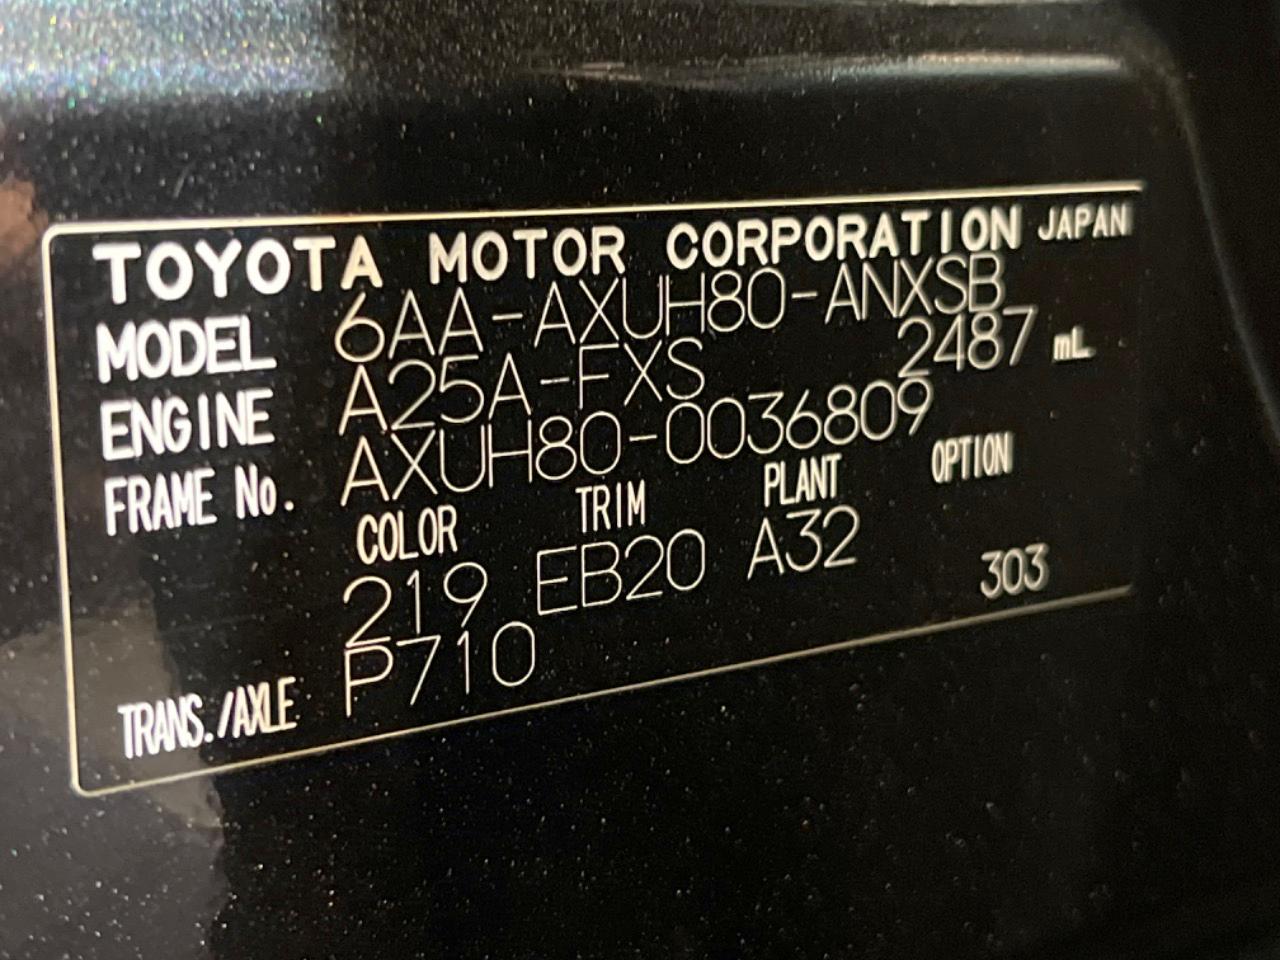 TOYOTA MOTOR CORPORATION JAPAN
MODEL 6AA-AXUH80-ANXSB
ENGINE A25A-FXS 2487 mL
FRAME No. AXUH80-0036809
COLOR TRIM PLANT OPTION
219 EB20 A32 303
TRANS./AXLE P710